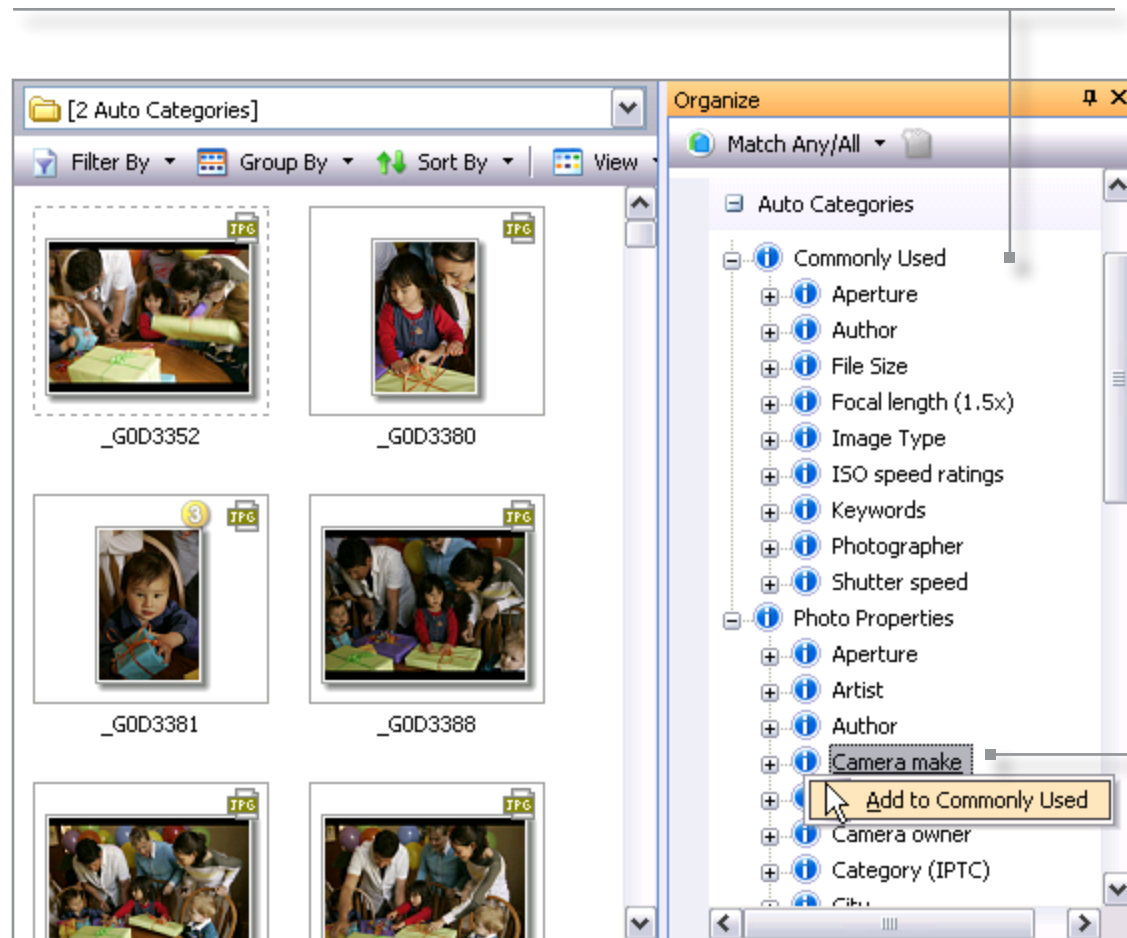 [2 Auto Categories]
Filter By
Group By
Sort By
View
JPG
JPG
_G0D3352
_G0D3380
3
JPG
JPG
_G0D3381
_G0D3388
JPG
JPG
Organize
Match Any/All
Auto Categories
Commonly Used
Aperture
Author
File Size
Focal length (1.5x)
Image Type
ISO speed ratings
Keywords
Photographer
Shutter speed
Photo Properties
Aperture
Artist
Author
Camera make
Add to Commonly Used
Camera owner
Category (IPTC)
City